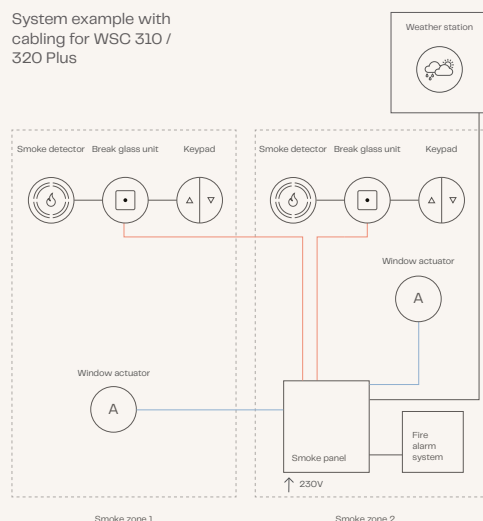 System example with
cabling for WSC 310 /
320 Plus
Weather station
Smoke detector Break glass unit Keypad
Smoke detector Break glass unit Keypad
Window actuator
A
Window actuator
A
Fire
alarm
system
Smoke panel
230V
Smoke zone 1
Smoke zone 2